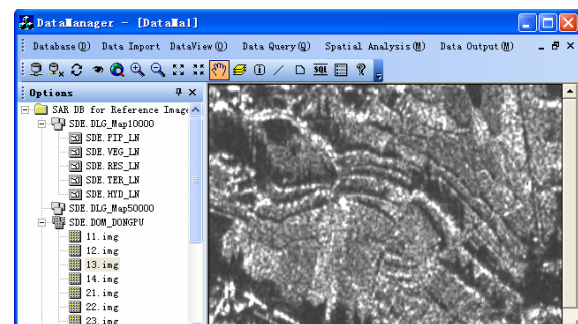 DataManager - [DataMa1]
Database(D) Data Import DataView(Q) Data Query(Q) Spatial Analysis(M) Data Output(M)
SQL
Options
SAR DB for Reference Image
SDE.DLG_Map10000
SDE.PIP_LN
SDE.VEG_LN
SDE.RES_LN
SDE.TER_LN
SDE.HYD_LN
SDE.DLG_Map50000
SDE.DOM_DONGPU
11.img
12.img
13.img
14.img
21.img
22.img
23.img